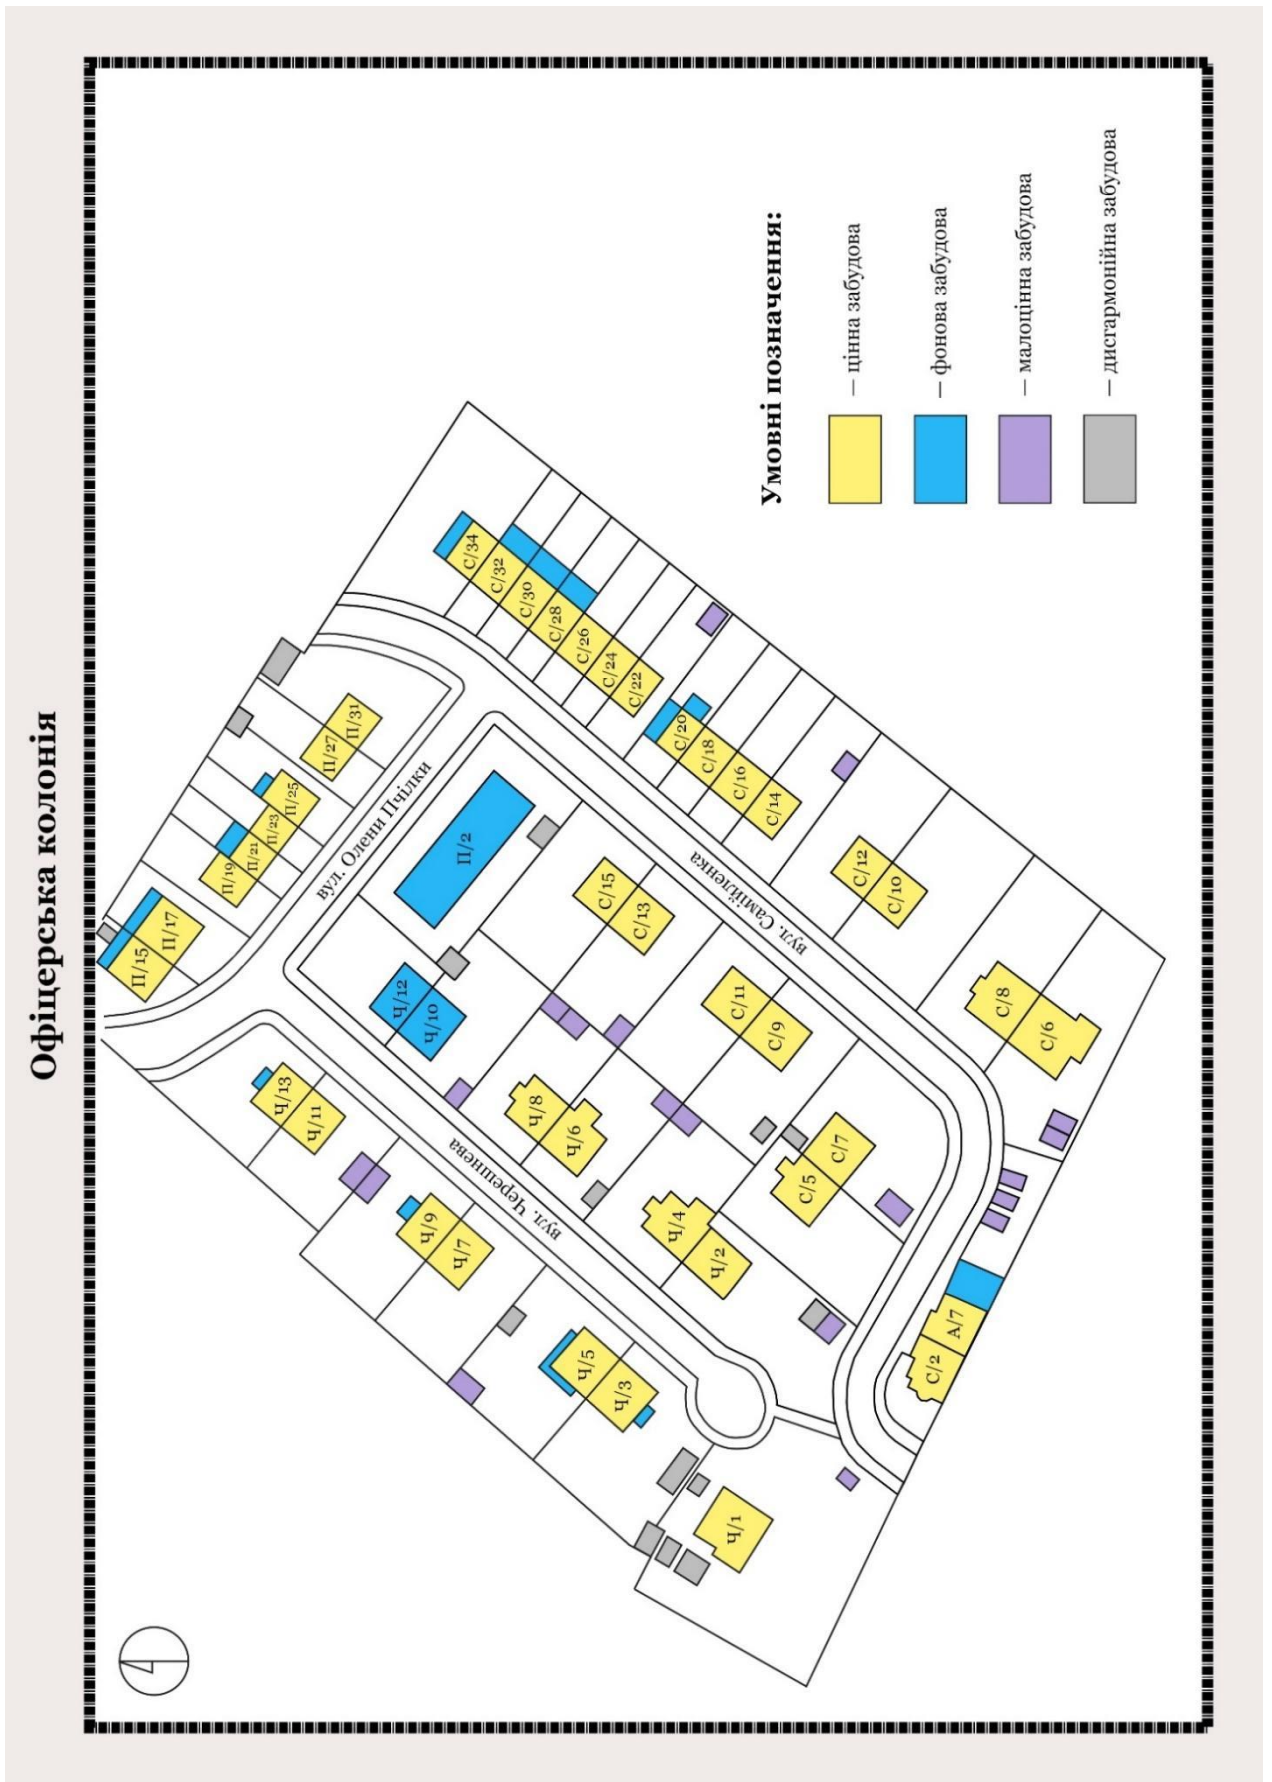 Офіцерська колонія
П/15
П/17
П/19
П/21
П/23
П/25
П/27
П/31
вул. Олени Пчілки
П/2
Ч/12
Ч/10
Ч/13
Ч/11
Ч/9
Ч/7
Ч/5
Ч/3
Ч/1
вул. Черешнева
Ч/8
Ч/6
Ч/4
Ч/2
С/15
С/13
С/11
С/9
С/7
С/5
вул. Самійленка
С/34
С/32
С/30
С/28
С/26
С/24
С/22
С/20
С/18
С/16
С/14
С/12
С/10
С/8
С/6
А/7
С/2
Умовні позначення:
— цінна забудова
— фонова забудова
— малоцінна забудова
— дисгармонійна забудова